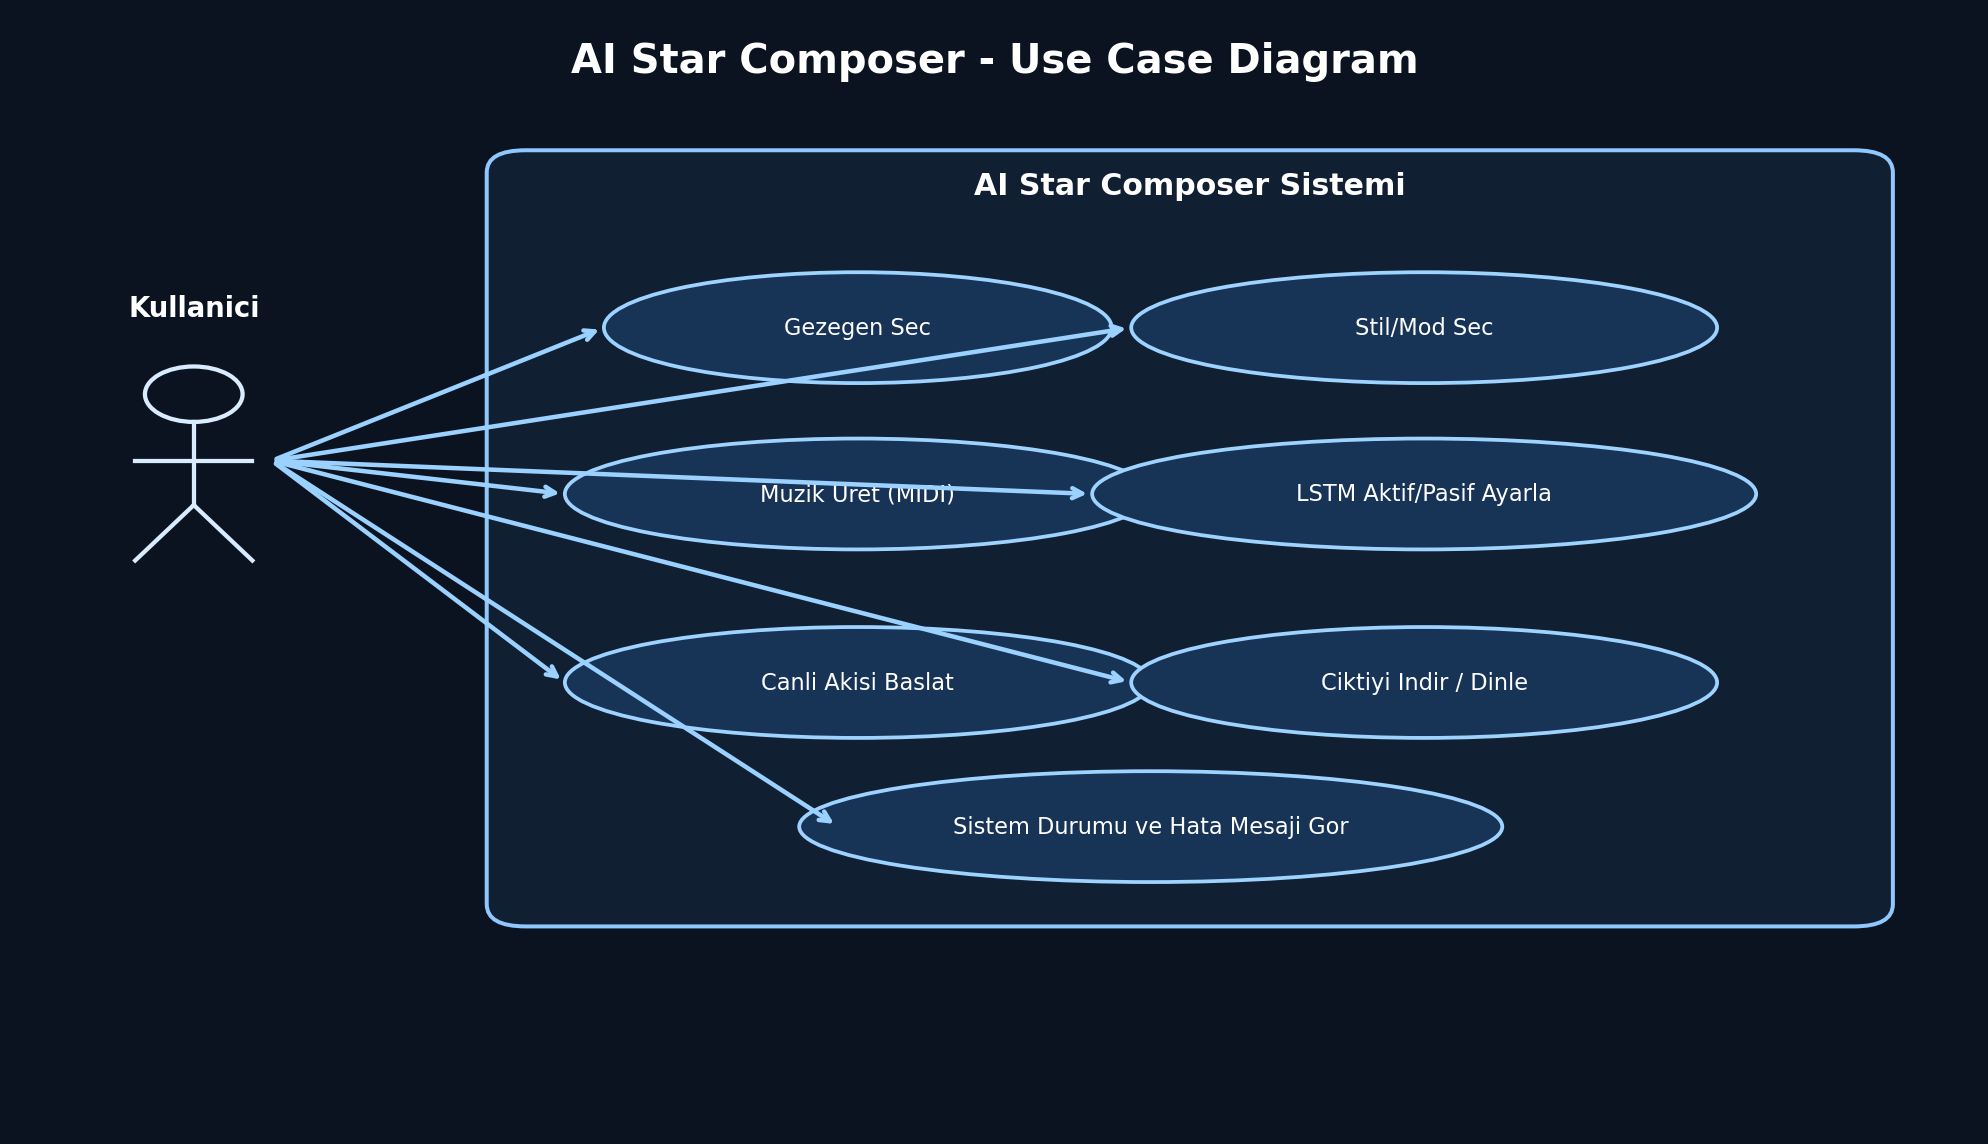 AI Star Composer - Use Case Diagram
AI Star Composer Sistemi
Kullanici
Gezegen Sec
Stil/Mod Sec
Muzik Uret (MIDI)
LSTM Aktif/Pasif Ayarla
Canli Akisi Baslat
Ciktiyi Indir / Dinle
Sistem Durumu ve Hata Mesaji Gor